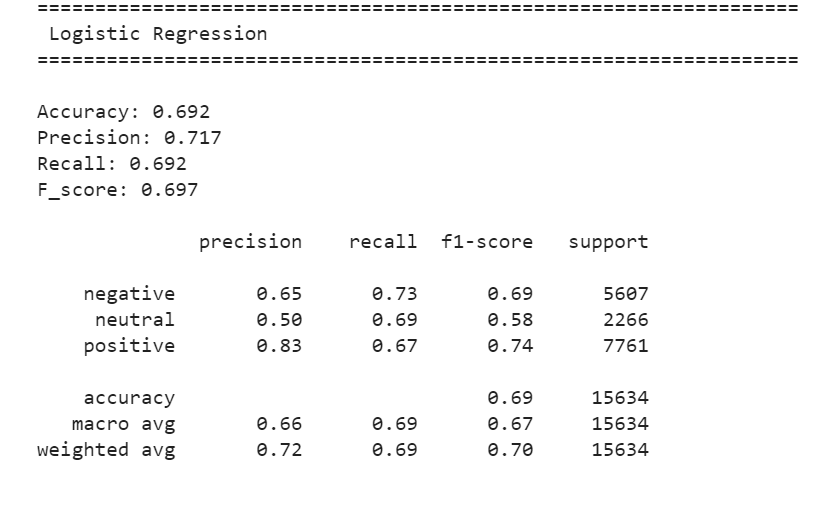 ==================================================================
Logistic Regression
==================================================================
Accuracy: 0.692
Precision: 0.717
Recall: 0.692
F_score: 0.697
precision recall f1-score support
negative 0.65 0.73 0.69 5607
neutral 0.50 0.69 0.58 2266
positive 0.83 0.67 0.74 7761
accuracy 0.69 15634
macro avg 0.66 0.69 0.67 15634
weighted avg 0.72 0.69 0.70 15634